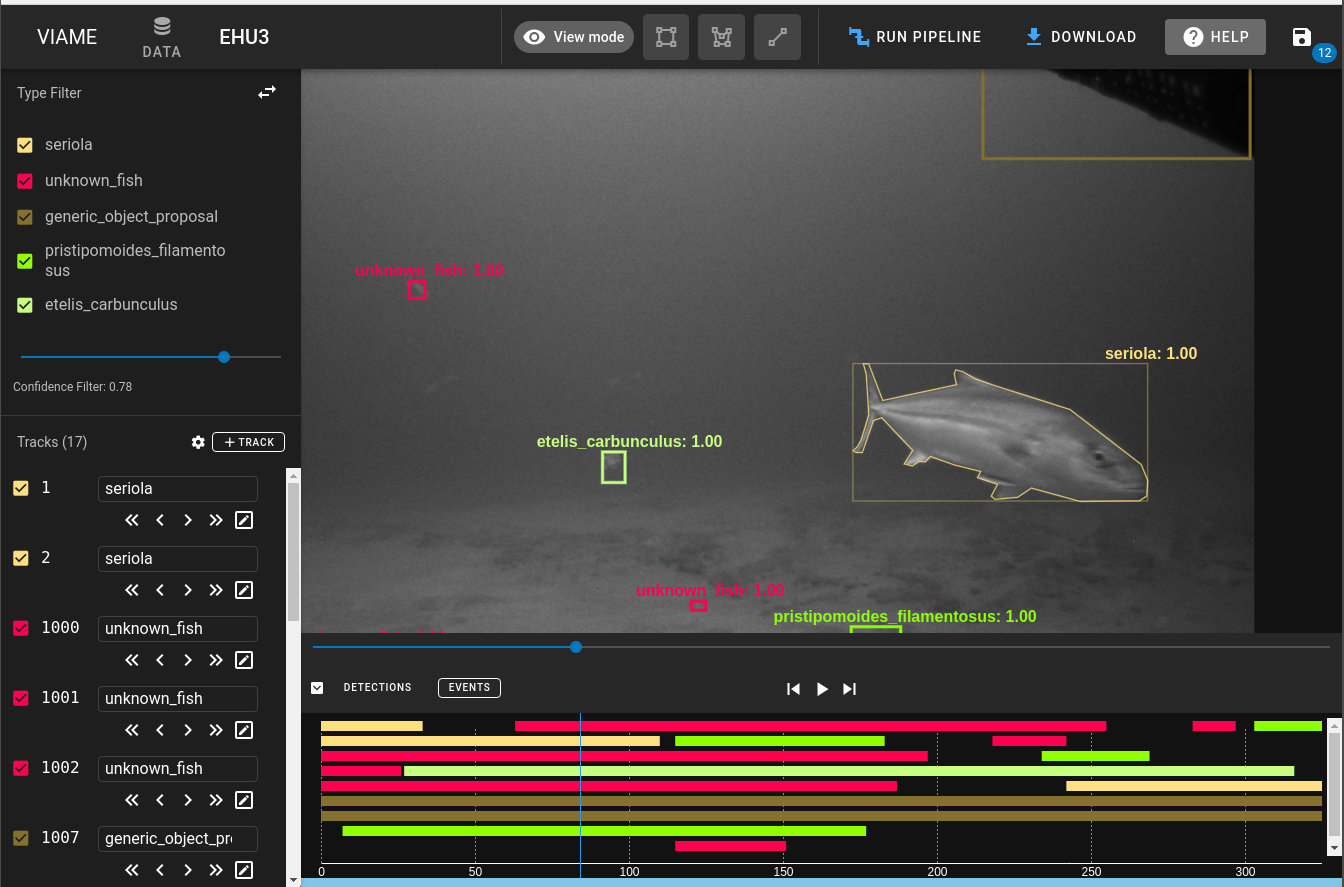 VIAME
DATA
EHU3
View mode
RUN PIPELINE
DOWNLOAD
HELP
12
Type Filter
seriola
unknown_fish
generic_object_proposal
pristipomoides_filamento
sus
etelis_carbunculus
Confidence Filter: 0.78
Tracks (17)
+ TRACK
1 seriola
2 seriola
1000 unknown_fish
1001 unknown_fish
1002 unknown_fish
1007 generic_object_pr
unknown_fish: 1.00
seriola: 1.00
etelis_carbunculus: 1.00
unknown_fish: 1.00
pristipomoides_filamentosus: 1.00
DETECTIONS
EVENTS
0 50 100 150 200 250 300